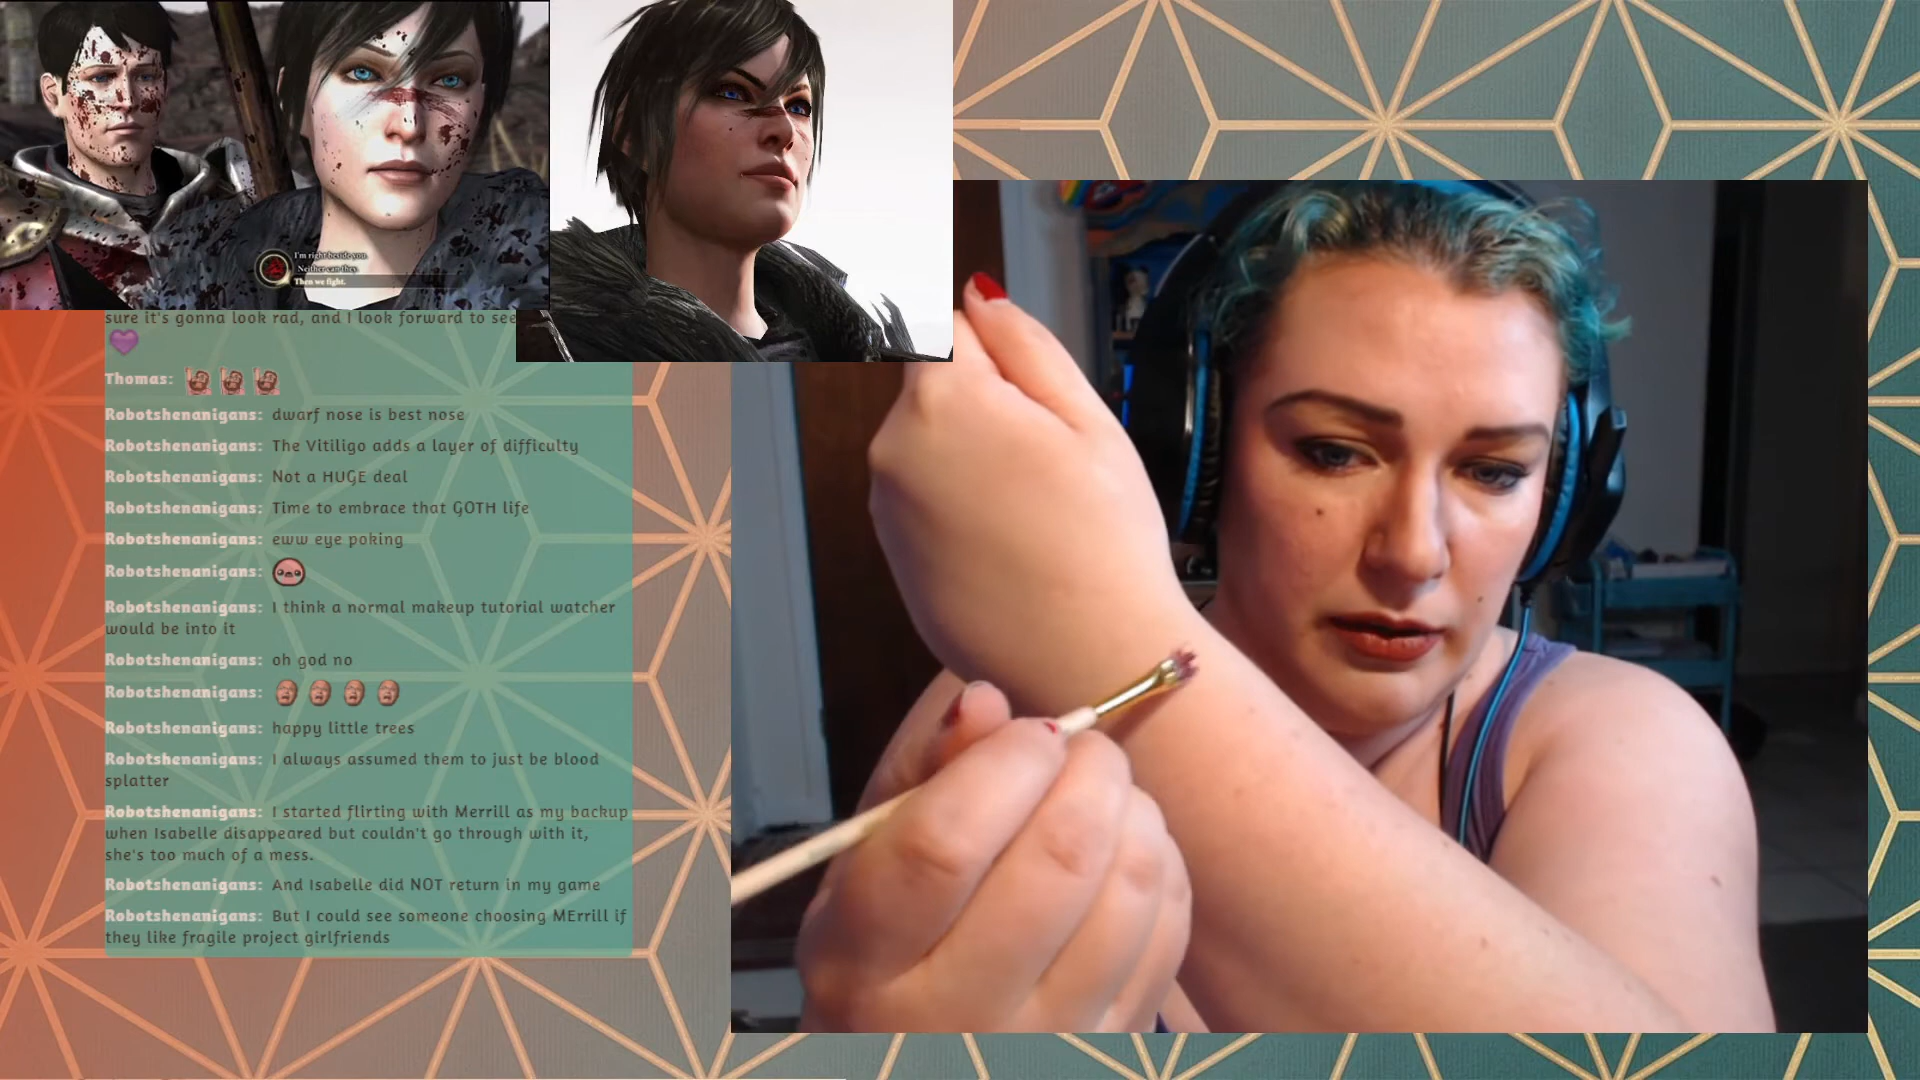 I'm right beside you.
Neither can they.
Then we fight.
sure it's gonna look rad, and I look forward to see
Thomas:
Robotshenanigans: dwarf nose is best nose
Robotshenanigans: The Vitiligo adds a layer of difficulty
Robotshenanigans: Not a HUGE deal
Robotshenanigans: Time to embrace that GOTH life
Robotshenanigans: eww eye poking
Robotshenanigans:
Robotshenanigans: I think a normal makeup tutorial watcher
would be into it
Robotshenanigans: oh god no
Robotshenanigans:
Robotshenanigans: happy little trees
Robotshenanigans: I always assumed them to just be blood
splatter
Robotshenanigans: I started flirting with Merrill as my backup
when Isabelle disappeared but couldn't go through with it,
she's too much of a mess.
Robotshenanigans: And Isabelle did NOT return in my game
Robotshenanigans: But I could see someone choosing MErrill if
they like fragile project girlfriends